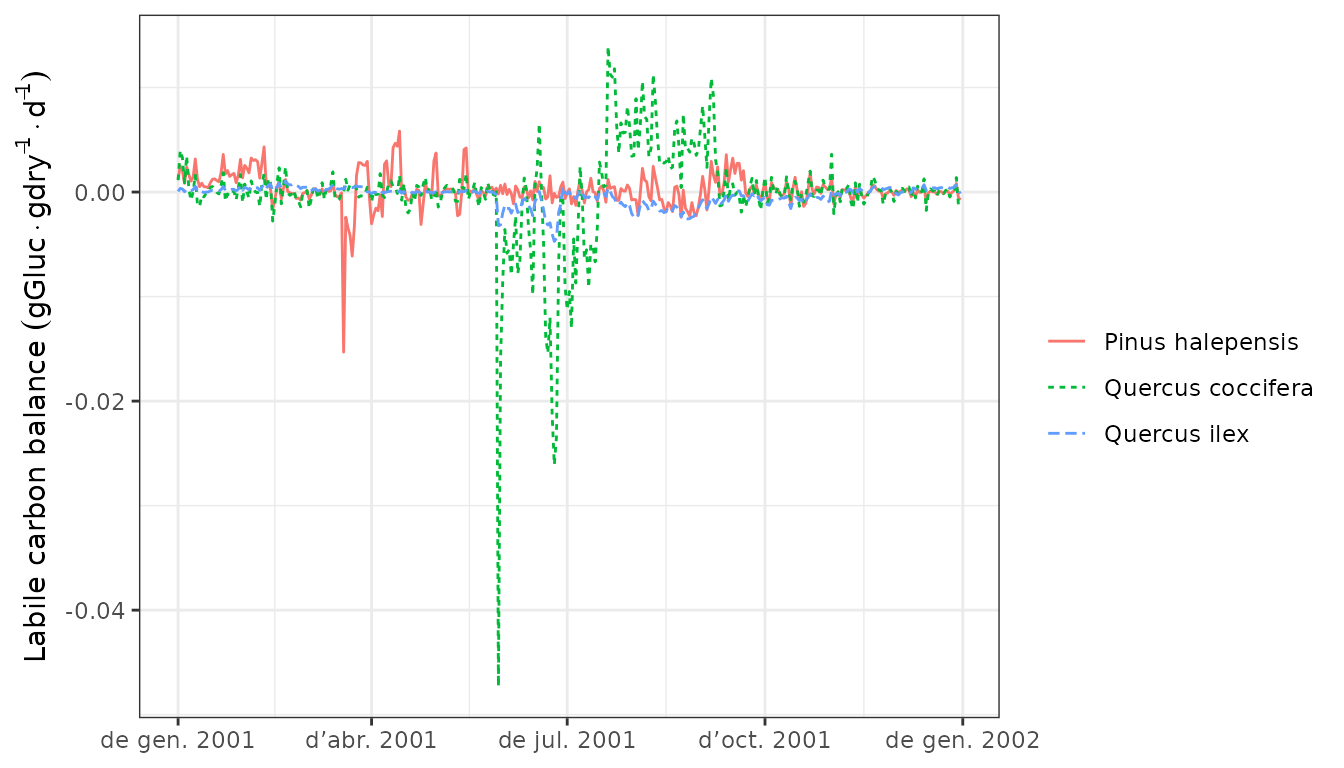 Labile carbon balance (gGluc · gdry⁻¹ · d⁻¹)
0.00
-0.02
-0.04
de gen. 2001 d’abr. 2001 de jul. 2001 d’oct. 2001 de gen. 2002
Pinus halepensis
Quercus coccifera
Quercus ilex